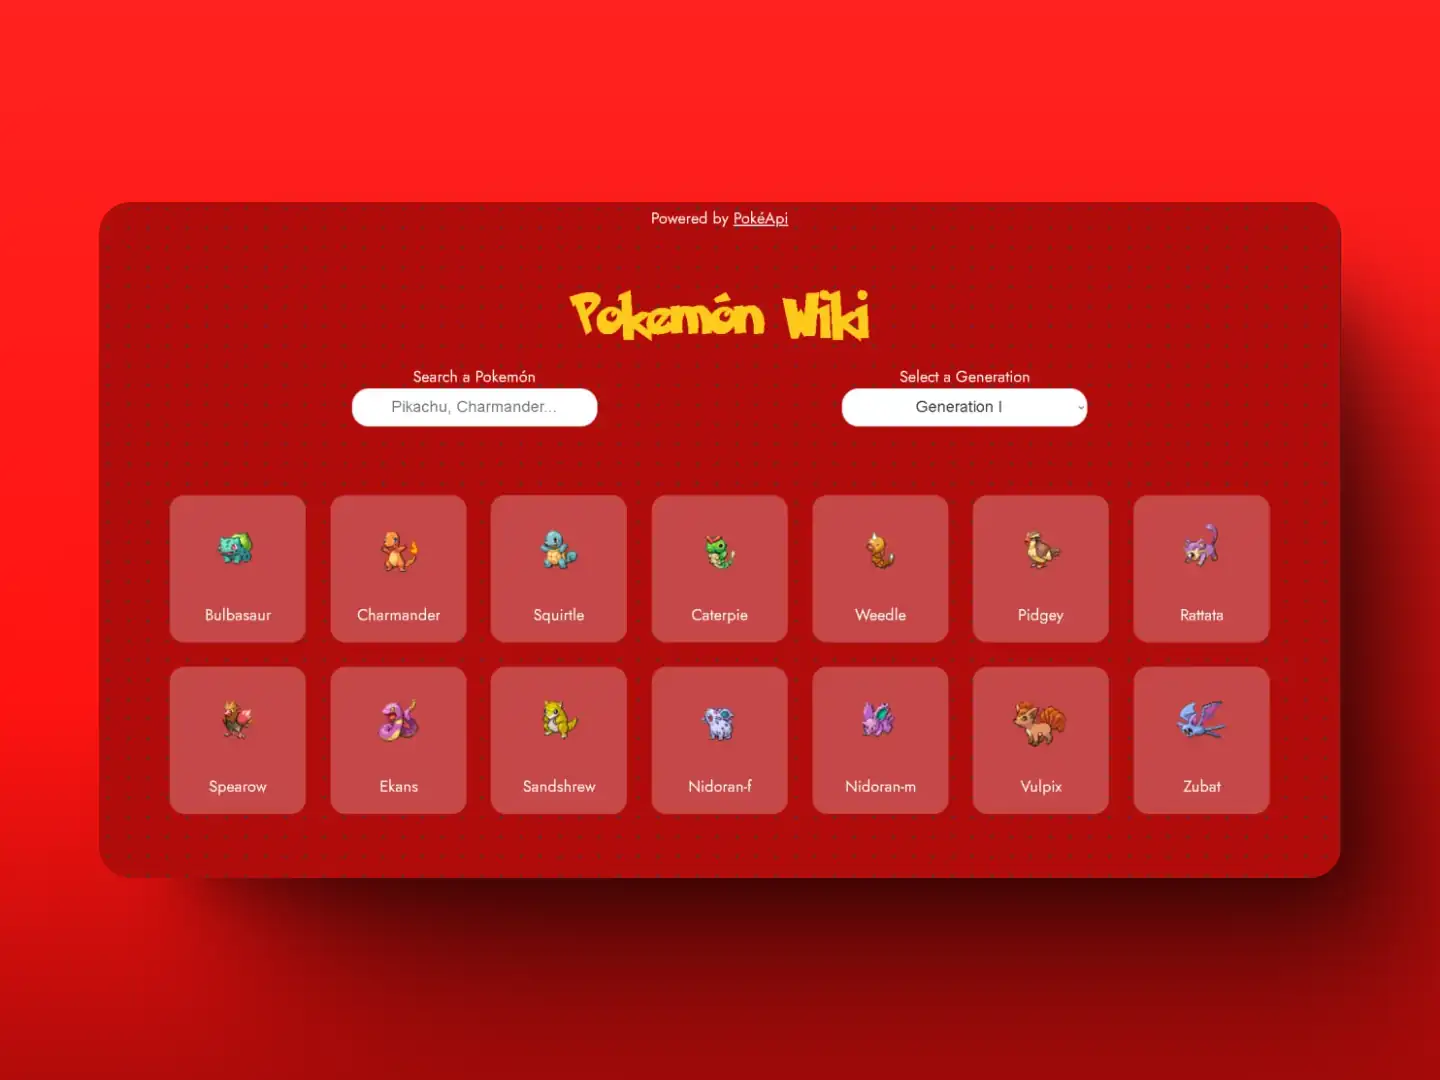 Powered by PokéApi
Pokemón Wiki
Search a Pokemón
Select a Generation
Pikachu, Charmander...
Generation I
Bulbasaur
Charmander
Squirtle
Caterpie
Weedle
Pidgey
Rattata
Spearow
Ekans
Sandshrew
Nidoran-f
Nidoran-m
Vulpix
Zubat